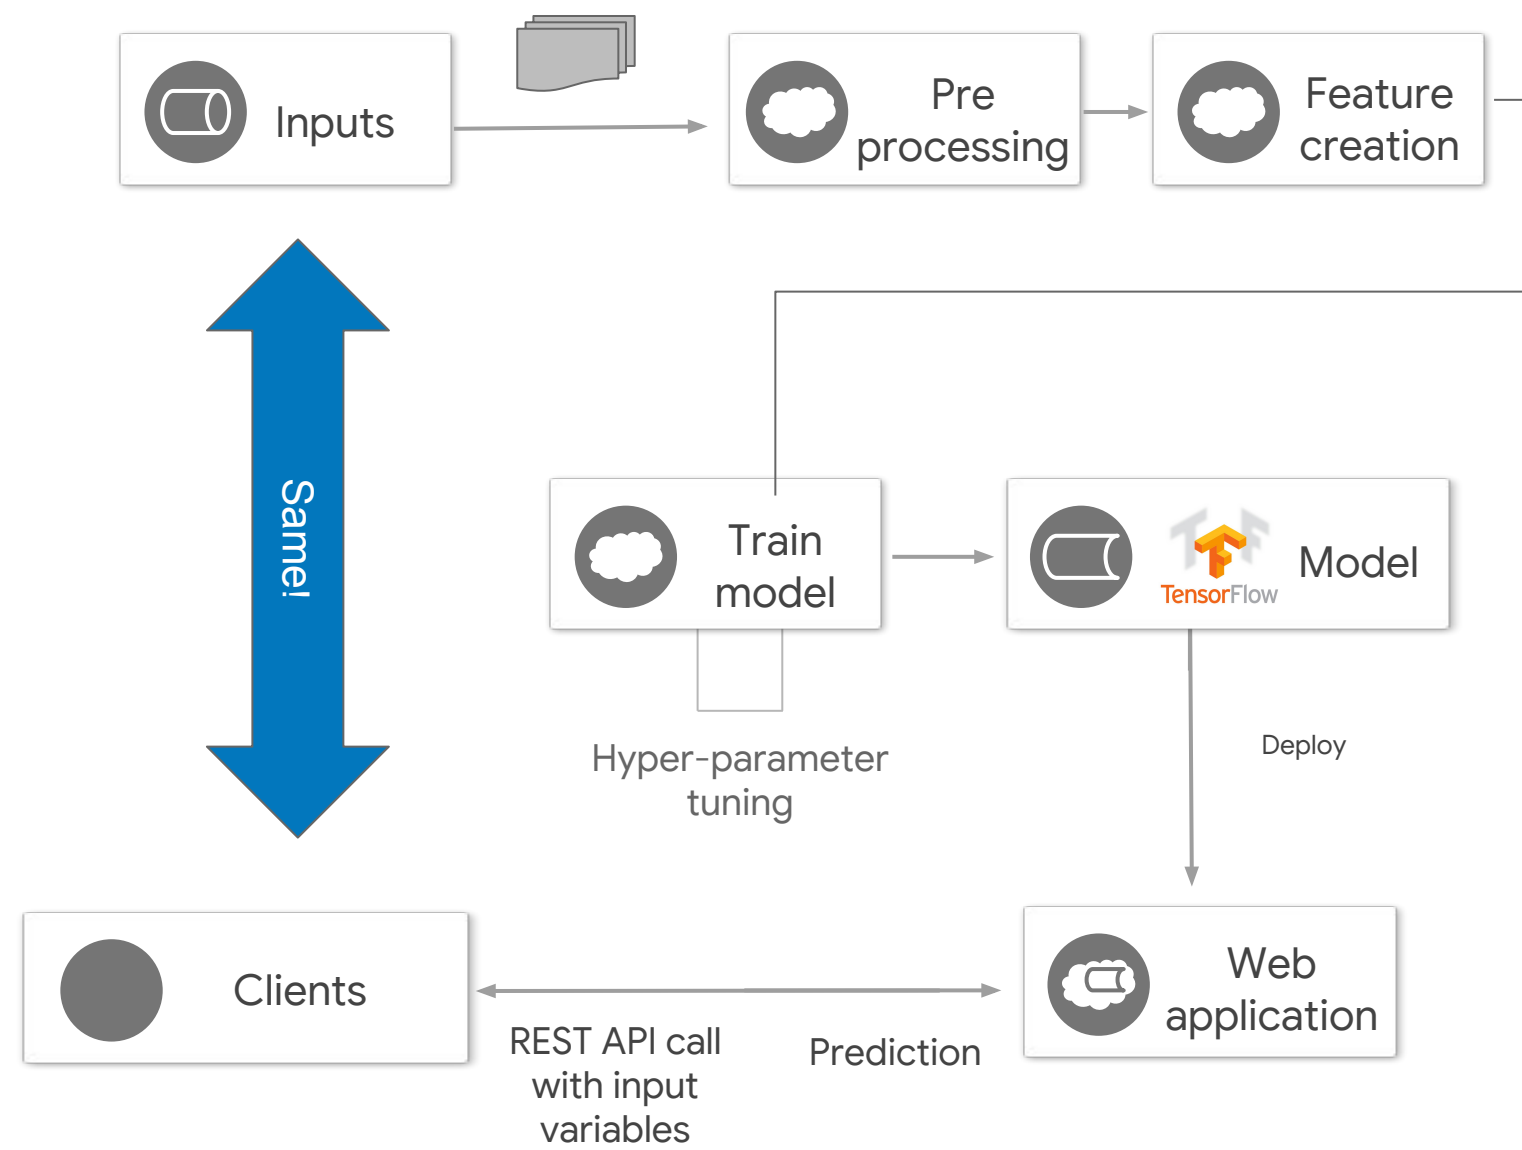 Inputs
Pre
processing
Feature
creation
Same!
Train
model
TensorFlow
Model
Hyper-parameter
tuning
Deploy
Clients
REST API call
with input
variables
Prediction
Web
application